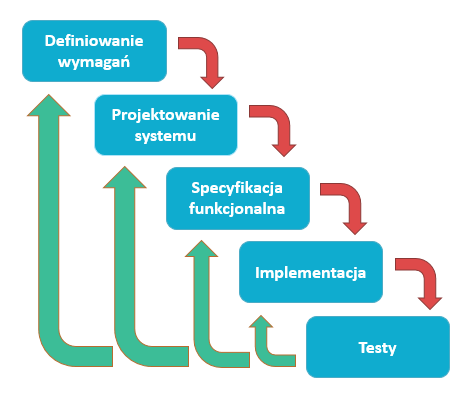 Definiowanie
wymagań
Projektowanie
systemu
Specyfikacja
funkcjonalna
Implementacja
Testy